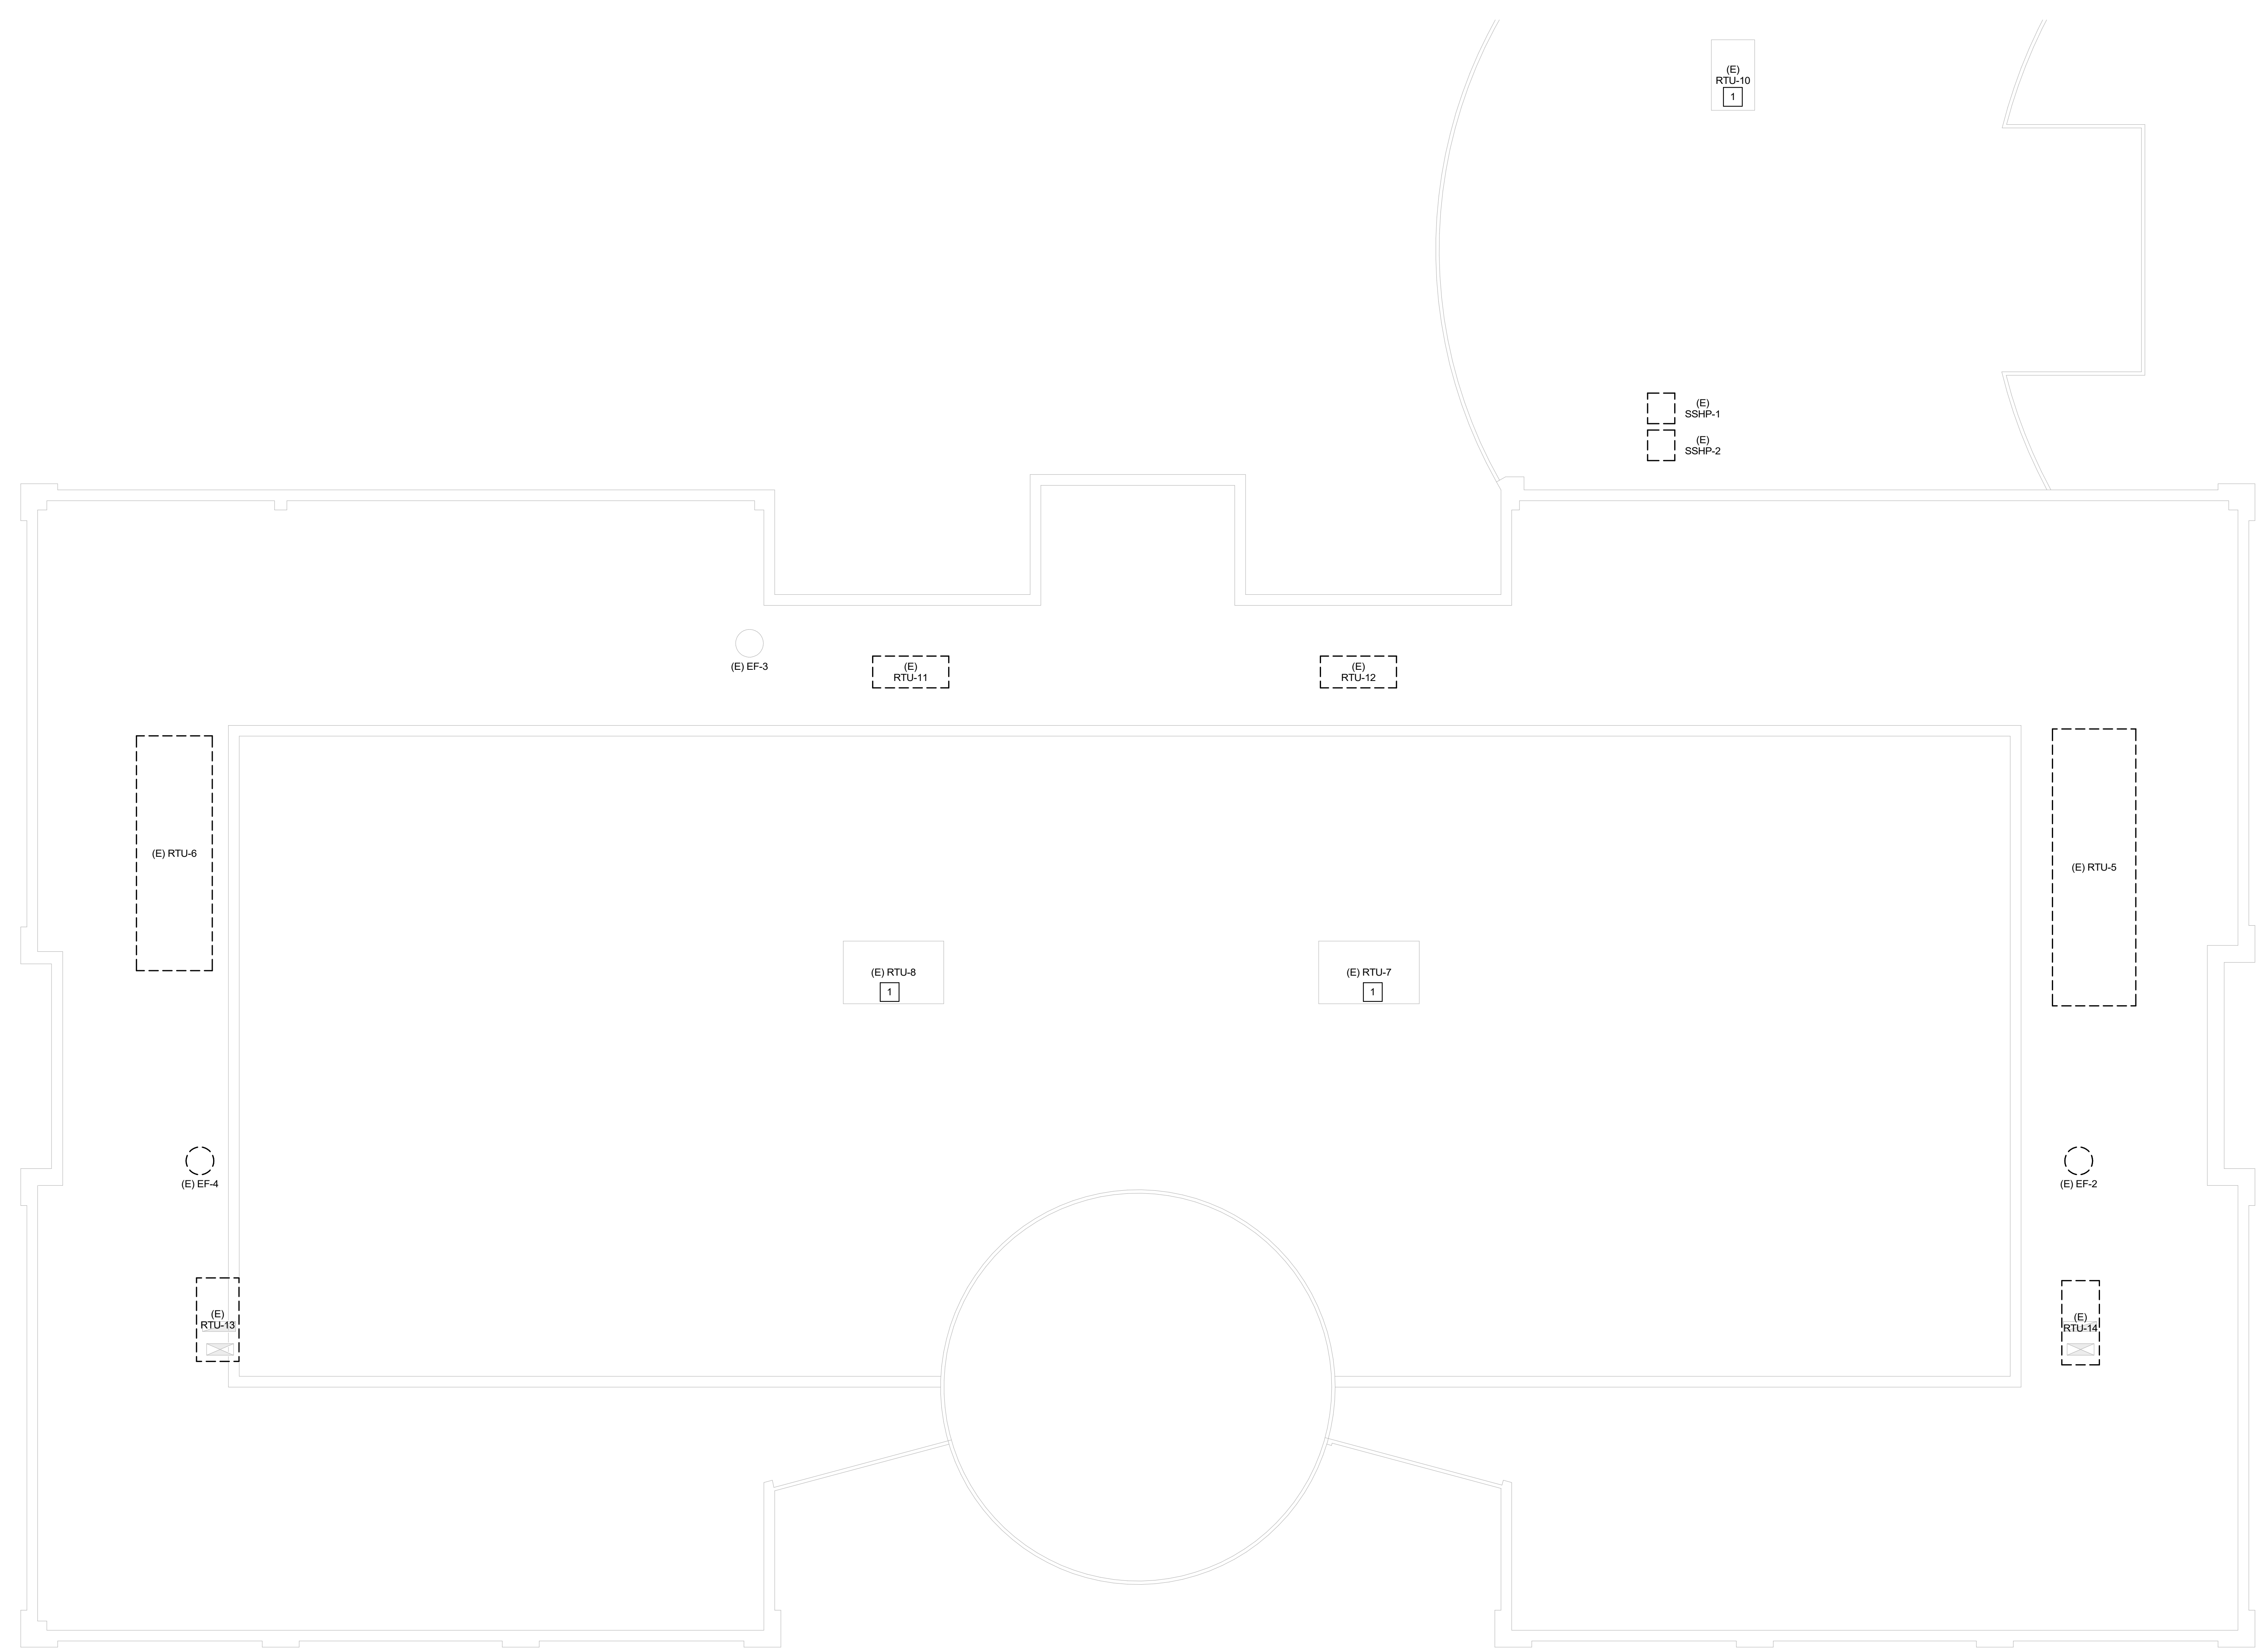 (E)
RTU-10
1
(E)
SSHP-1
(E)
SSHP-2
(E) EF-3
(E)
RTU-11
(E)
RTU-12
(E) RTU-6
(E) RTU-5
(E) RTU-8
1
(E) RTU-7
1
(E) EF-4
(E) EF-2
(E)
RTU-13
(E)
RTU-14